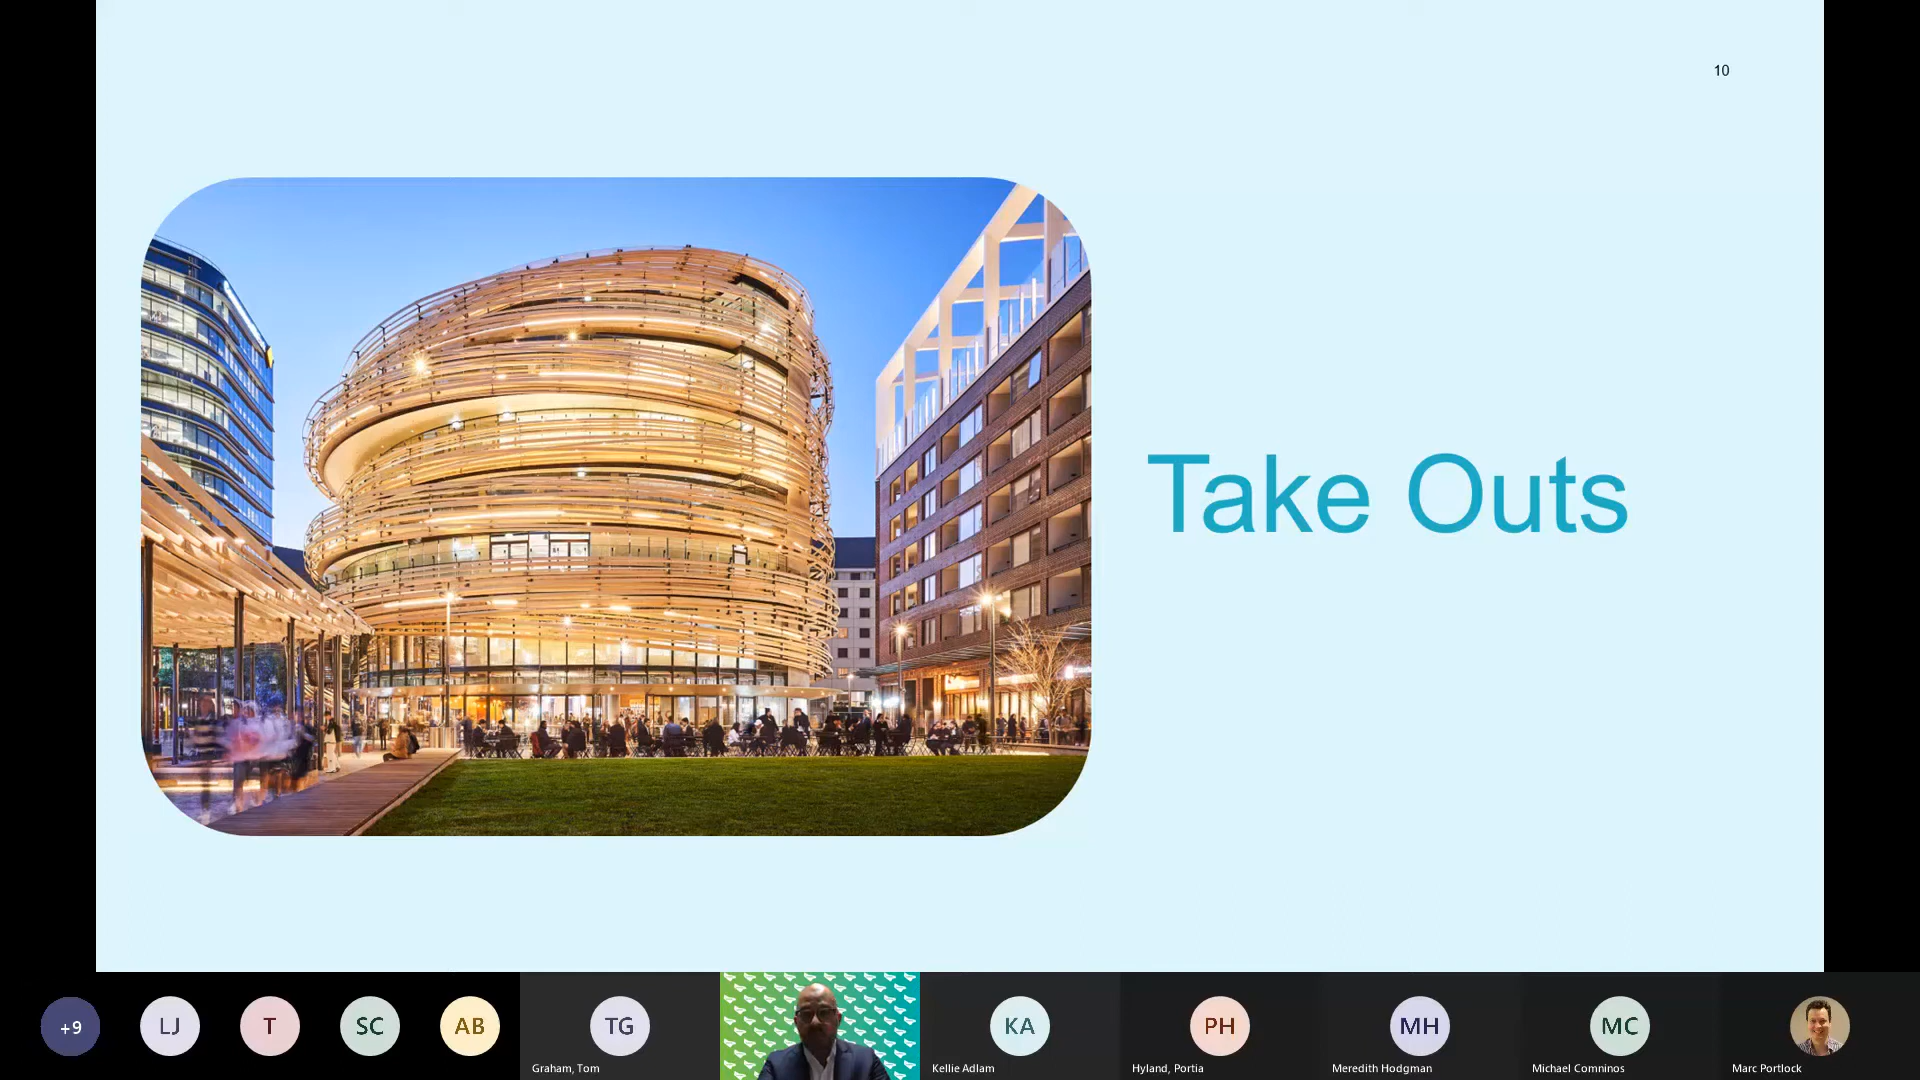 10
Take Outs
+9
LJ
T
SC
AB
TG
KA
PH
MH
MC
Graham, Tom
Kellie Adlam
Hyland, Portia
Meredith Hodgman
Michael Comninos
Marc Portlock